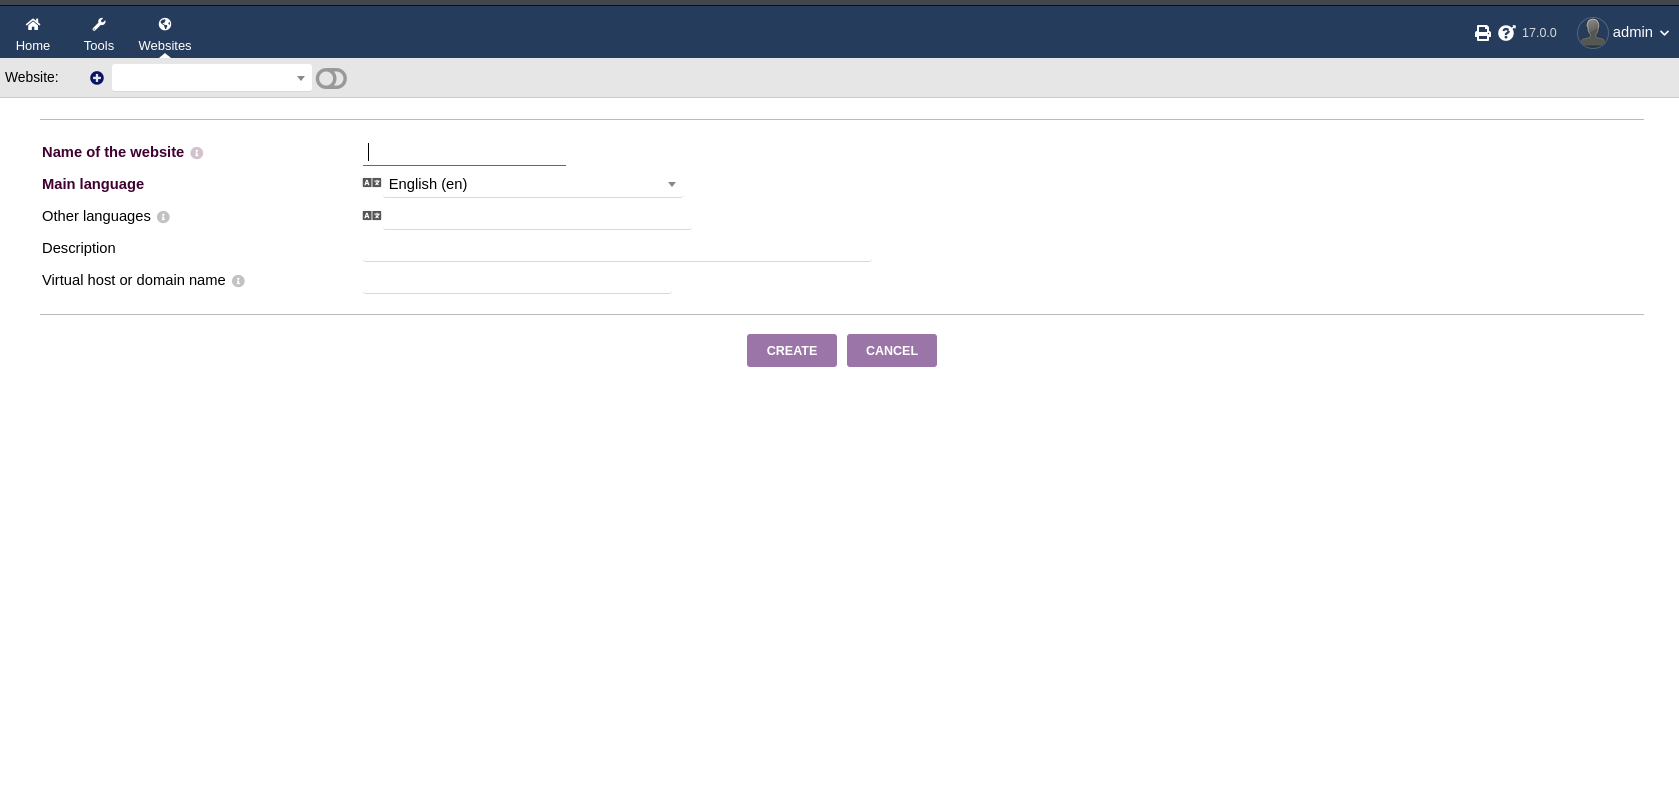 Home
Tools
Websites
17.0.0
admin
Website:
Name of the website
Main language
English (en)
Other languages
Description
Virtual host or domain name
CREATE
CANCEL